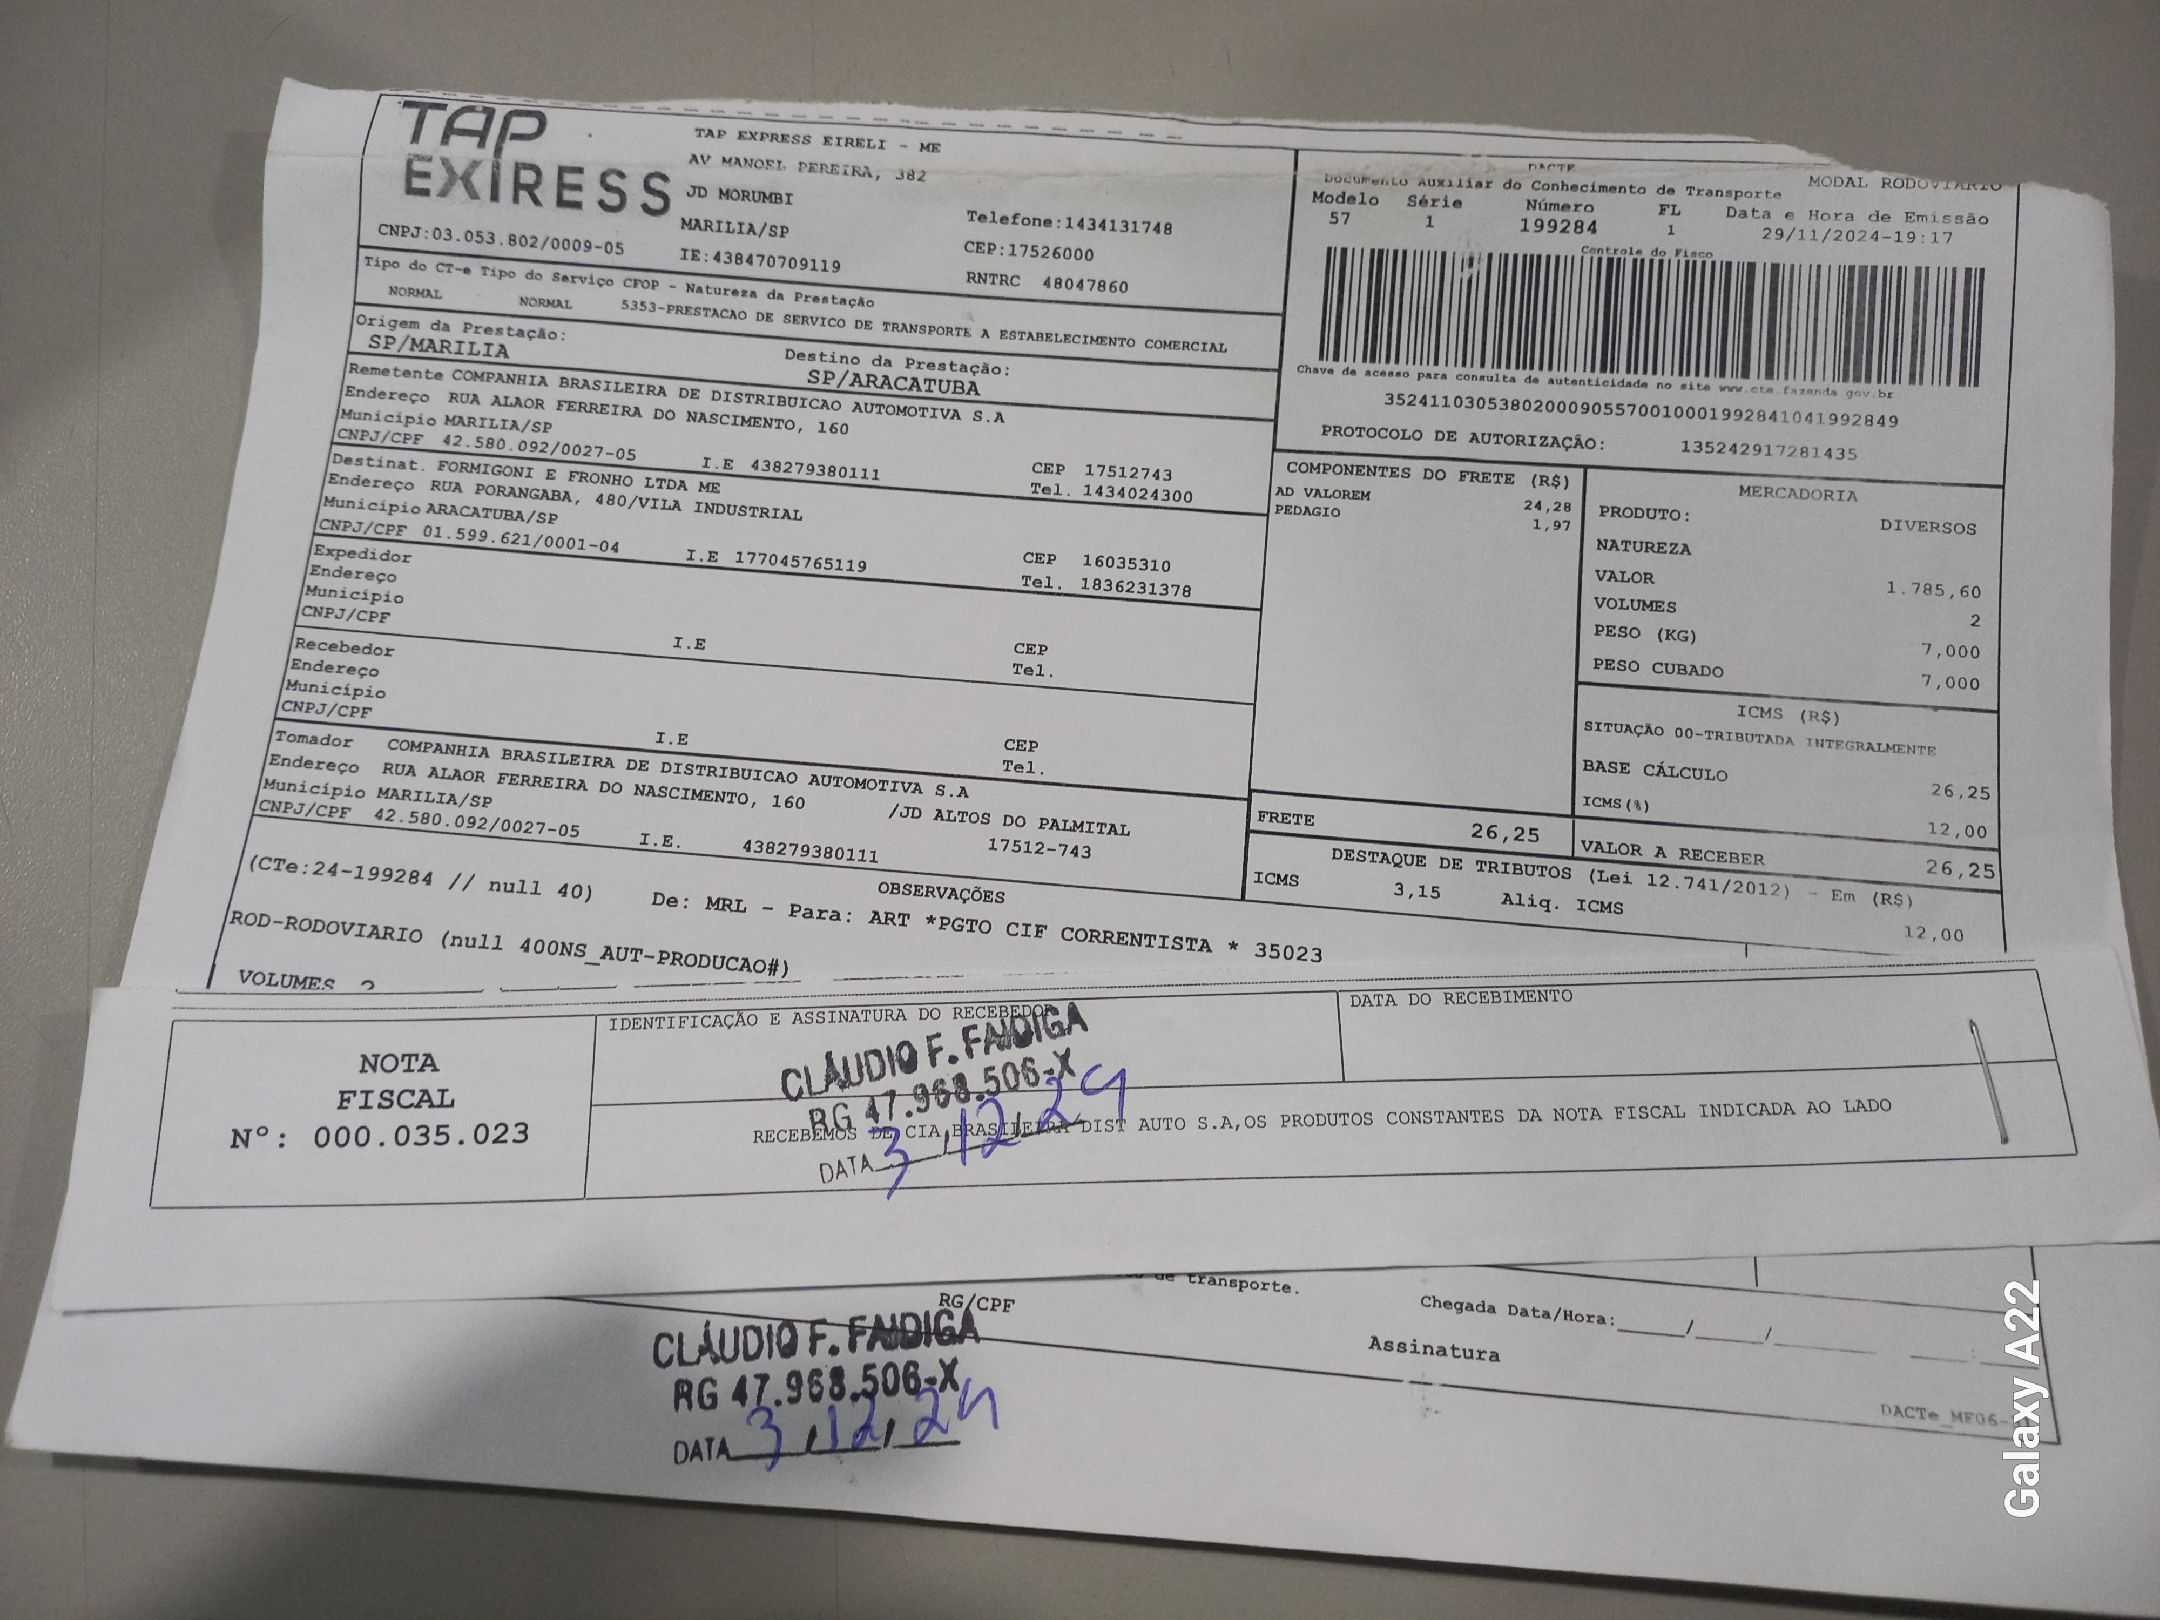 TAP
EXIRESS
TAP EXPRESS EIRELI - ME
AV MANOEL PEREIRA, 382
JD MORUMBI
MARILIA/SP
Telefone:1434131748
CNPJ:03.053.802/0009-05
IE:438470709119
CEP:17526000
RNTRC 48047860
DACTE
Documento Auxiliar do Conhecimento de Transporte
MODAL RODOVIARIO
Modelo Série Número FL Data e Hora de Emissão
57 1 199284 1 29/11/2024-19:17
Controle do Fisco
Chave de acesso para consulta de autenticidade no site www.cte.fazenda.gov.br
PROTOCOLO DE AUTORIZAÇÃO: 135242917281435
Tipo do CT-e Tipo do Serviço CFOP - Natureza da Prestação
NORMAL NORMAL 5353-PRESTACAO DE SERVICO DE TRANSPORTE A ESTABELECIMENTO COMERCIAL
Origem da Prestação:
SP/MARILIA
Destino da Prestação:
SP/ARACATUBA
Remetente COMPANHIA BRASILEIRA DE DISTRIBUICAO AUTOMOTIVA S.A
Endereço RUA ALAOR FERREIRA DO NASCIMENTO, 160
Município MARILIA/SP CEP 17512743
CNPJ/CPF 42.580.092/0027-05 I.E 438279380111 Tel. 1434024300
Destinat. FORMIGONI E FRONHO LTDA ME
Endereço RUA PORANGABA, 480/VILA INDUSTRIAL
Município ARACATUBA/SP CEP 16035310
CNPJ/CPF 01.599.621/0001-04 I.E 177045765119 Tel. 1836231378
Expedidor
Endereço
Município CEP
CNPJ/CPF I.E Tel.
Recebedor
Endereço
Município CEP
CNPJ/CPF I.E Tel.
Tomador COMPANHIA BRASILEIRA DE DISTRIBUICAO AUTOMOTIVA S.A
Endereço RUA ALAOR FERREIRA DO NASCIMENTO, 160 /JD ALTOS DO PALMITAL
Município MARILIA/SP 17512-743
CNPJ/CPF 42.580.092/0027-05 I.E. 438279380111
COMPONENTES DO FRETE (R$)
AD VALOREM 24,28
PEDAGIO 1,97
MERCADORIA
PRODUTO: DIVERSOS
NATUREZA
VALOR 1.785,60
VOLUMES 2
PESO (KG) 7,000
PESO CUBADO 7,000
ICMS (R$)
SITUAÇÃO 00-TRIBUTADA INTEGRALMENTE
BASE CÁLCULO 26,25
ICMS(%) 12,00
FRETE 26,25
VALOR A RECEBER 26,25
DESTAQUE DE TRIBUTOS (Lei 12.741/2012) - Em (R$)
ICMS 3,15 Aliq. ICMS 12,00
OBSERVAÇÕES
(CTe:24-199284 // null 40) De: MRL - Para: ART *PGTO CIF CORRENTISTA * 35023
ROD-RODOVIARIO (null 400NS_AUT-PRODUCAO#)
VOLUMES 2
NOTA
FISCAL
Nº: 000.035.023
IDENTIFICAÇÃO E ASSINATURA DO RECEBEDOR
DATA DO RECEBIMENTO
CLÁUDIO F. FAIDIGA
RG 47.968.506-X
RECEBEMOS DE CIA BRASILEIRA DIST AUTO S.A,OS PRODUTOS CONSTANTES DA NOTA FISCAL INDICADA AO LADO
DATA 3/12/24
de transporte.
RG/CPF
Chegada Data/Hora:____/____/____ ____:____
Assinatura
CLÁUDIO F. FAIDIGA
RG 47.968.506-X
DATA 3/12/24
DACTe_MF06-
Galaxy A22